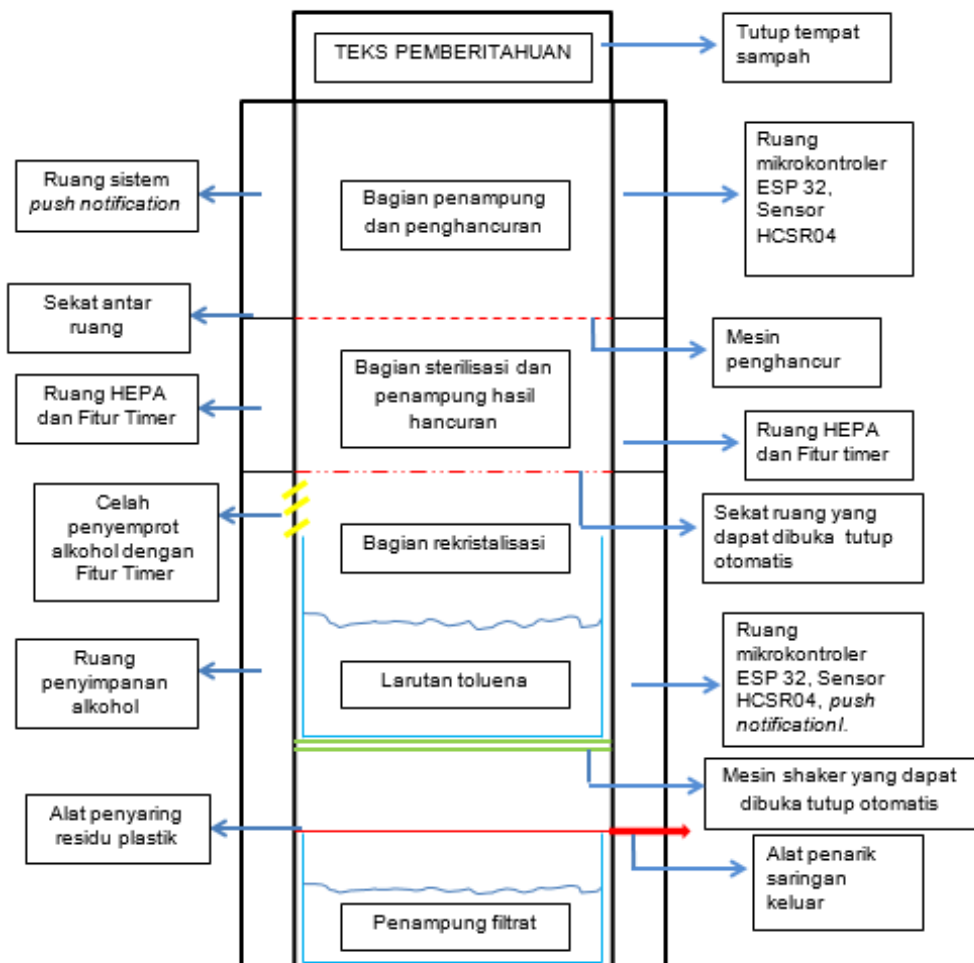 TEKS PEMBERITAHUAN
Tutup tempat
sampah
Ruang sistem
push notification
Bagian penampung
dan penghancuran
Ruang
mikrokontroler
ESP 32,
Sensor
HCSR04
Sekat antar
ruang
Mesin
penghancur
Ruang HEPA
dan Fitur Timer
Bagian sterilisasi dan
penampung hasil
hancuran
Ruang HEPA
dan Fitur timer
Celah
penyemprot
alkohol dengan
Fitur Timer
Bagian rekristalisasi
Sekat ruang yang
dapat dibuka tutup
otomatis
Ruang
penyimpanan
alkohol
Larutan toluena
Ruang
mikrokontroler
ESP 32, Sensor
HCSR04, push
notificationl.
Mesin shaker yang dapat
dibuka tutup otomatis
Alat penyaring
residu plastik
Alat penarik
saringan
keluar
Penampung filtrat